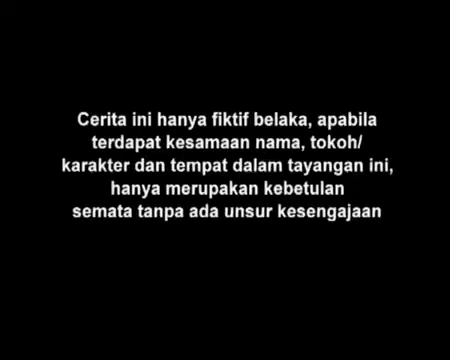 Cerita ini hanya fiktif belaka, apabila
terdapat kesamaan nama, tokoh/
karakter dan tempat dalam tayangan ini,
hanya merupakan kebetulan
semata tanpa ada unsur kesengajaan